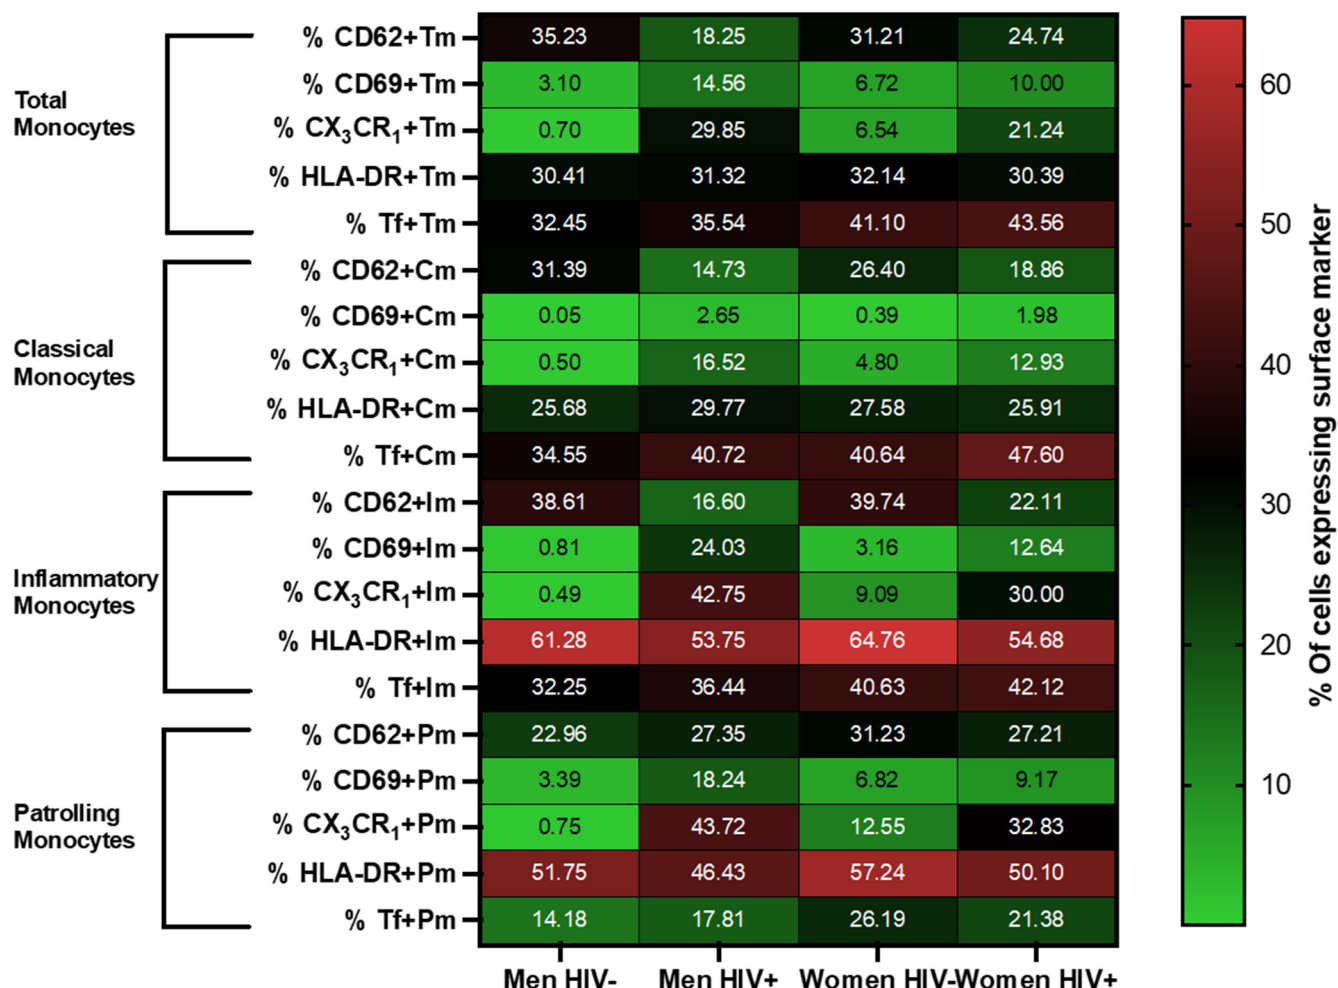 % CD62+Tm 35.23 18.25 31.21 24.74
% CD69+Tm 3.10 14.56 6.72 10.00
% CX₃CR₁+Tm 0.70 29.85 6.54 21.24
% HLA-DR+Tm 30.41 31.32 32.14 30.39
% Tf+Tm 32.45 35.54 41.10 43.56
Total
Monocytes
% CD62+Cm 31.39 14.73 26.40 18.86
% CD69+Cm 0.05 2.65 0.39 1.98
% CX₃CR₁+Cm 0.50 16.52 4.80 12.93
% HLA-DR+Cm 25.68 29.77 27.58 25.91
% Tf+Cm 34.55 40.72 40.64 47.60
Classical
Monocytes
% CD62+Im 38.61 16.60 39.74 22.11
% CD69+Im 0.81 24.03 3.16 12.64
% CX₃CR₁+Im 0.49 42.75 9.09 30.00
% HLA-DR+Im 61.28 53.75 64.76 54.68
% Tf+Im 32.25 36.44 40.63 42.12
Inflammatory
Monocytes
% CD62+Pm 22.96 27.35 31.23 27.21
% CD69+Pm 3.39 18.24 6.82 9.17
% CX₃CR₁+Pm 0.75 43.72 12.55 32.83
% HLA-DR+Pm 51.75 46.43 57.24 50.10
% Tf+Pm 14.18 17.81 26.19 21.38
Patrolling
Monocytes
Men HIV- Men HIV+ Women HIV- Women HIV+
60
50
40
30
20
10
% Of cells expressing surface marker